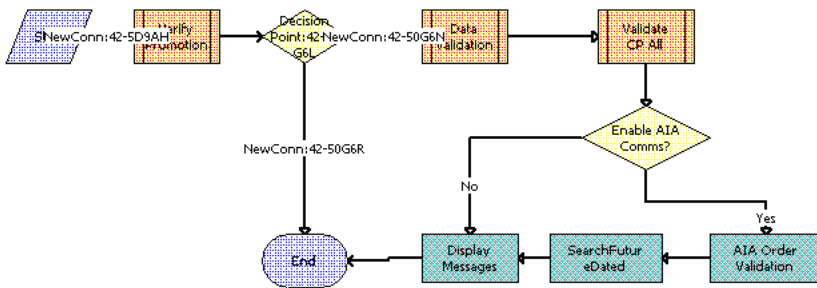 NewConn:42-5D9AH
Verify
Promotion
Decision
Point:42-
G6L
NewConn:42-50G6N
Data
Validation
Validate
CP All
Enable AIA
Comms?
NewConn:42-50G6R
No
Yes
End
Display
Messages
SearchFutur
eDated
AIA Order
Validation